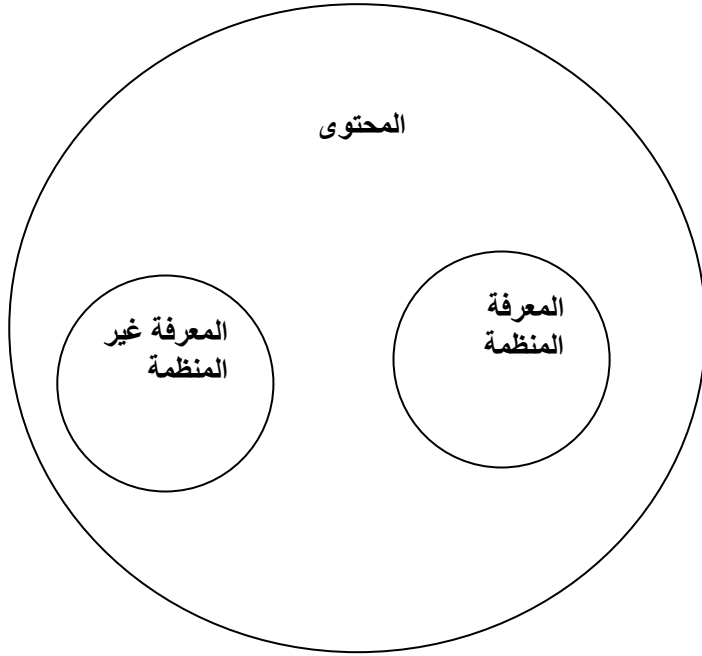 المحتوى
المعرفة
المنظمة
المعرفة غير
المنظمة